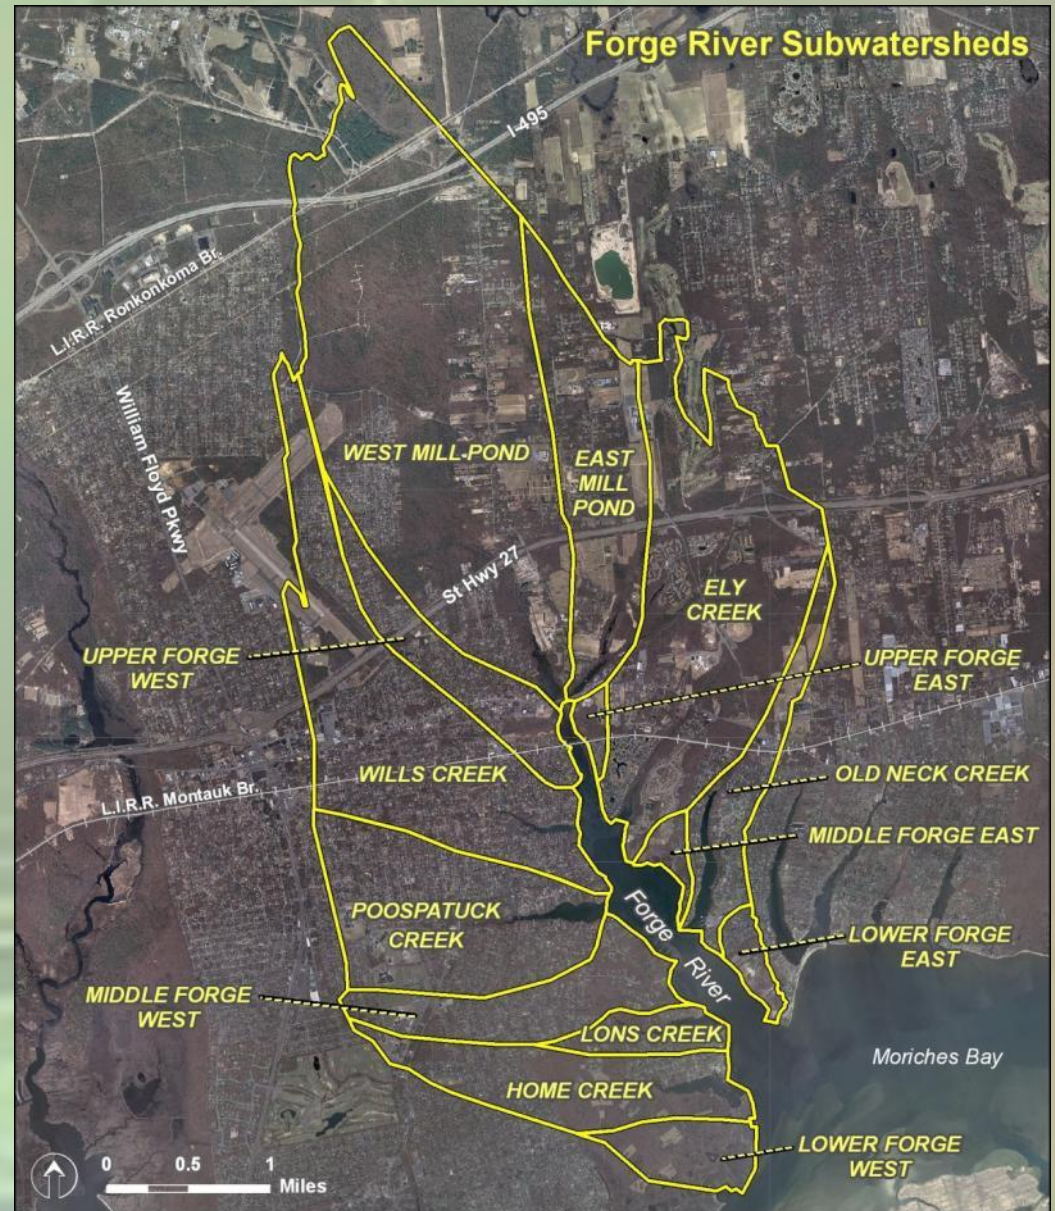 Forge River Subwatersheds
I-495
L.I.R.R. Ronkonkoma Br.
William Floyd Pkwy
WEST MILL-POND
EAST
MILL
POND
St Hwy 27
ELY
CREEK
UPPER FORGE
WEST
UPPER FORGE
EAST
WILLS CREEK
OLD NECK CREEK
L.I.R.R. Montauk Br.
MIDDLE FORGE EAST
POOSPATUCK
CREEK
Forge
River
LOWER FORGE
EAST
MIDDLE FORGE
WEST
LONS CREEK
Moriches Bay
HOME CREEK
LOWER FORGE
WEST
0 0.5 1
Miles